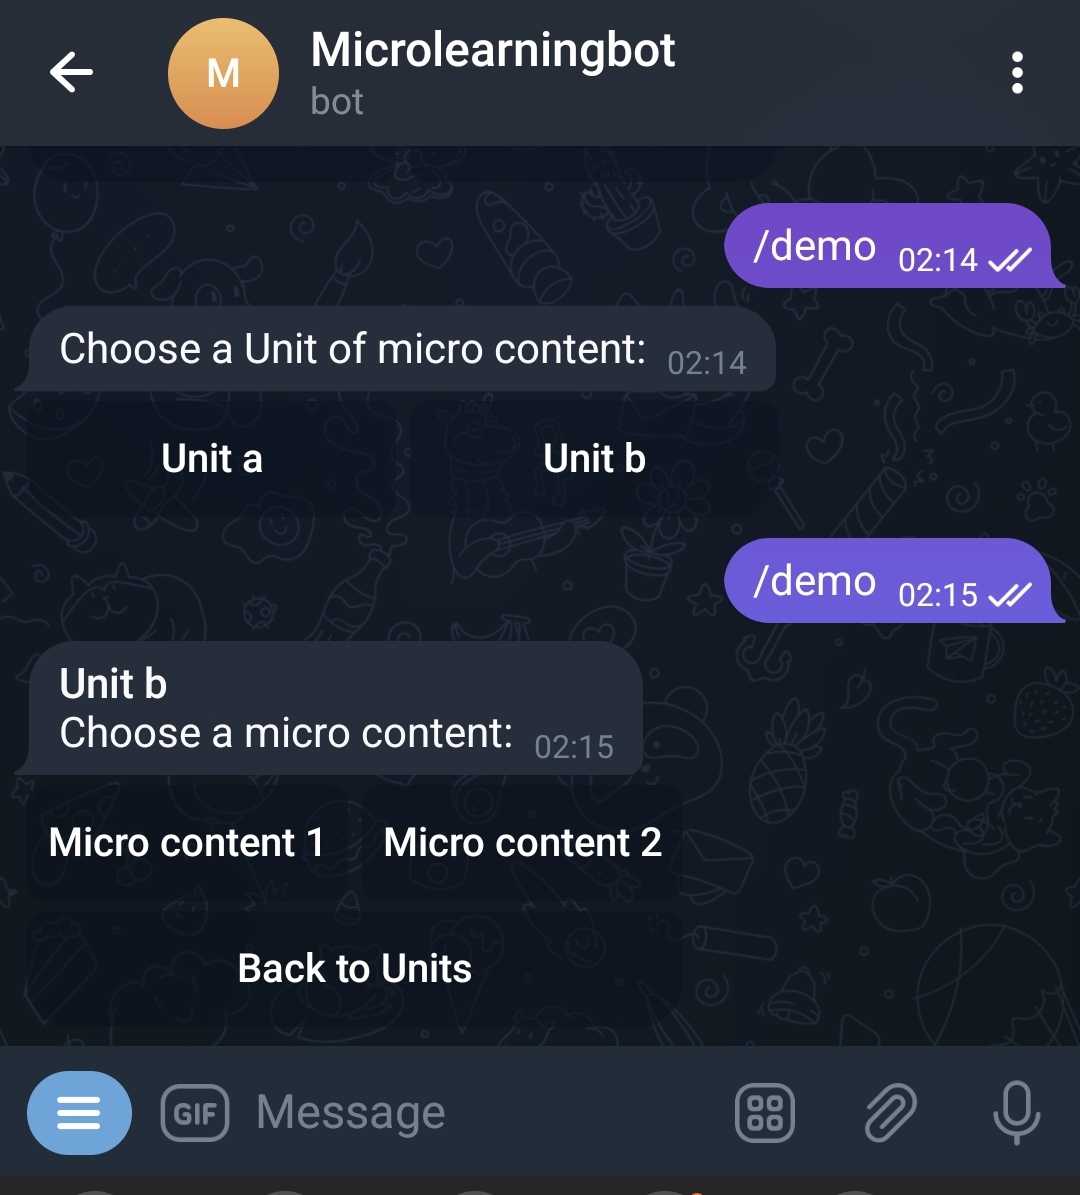 M
Microlearningbot
bot
/demo 02:14
Choose a Unit of micro content: 02:14
Unit a
Unit b
/demo 02:15
Unit b
Choose a micro content: 02:15
Micro content 1
Micro content 2
Back to Units
GIF
Message